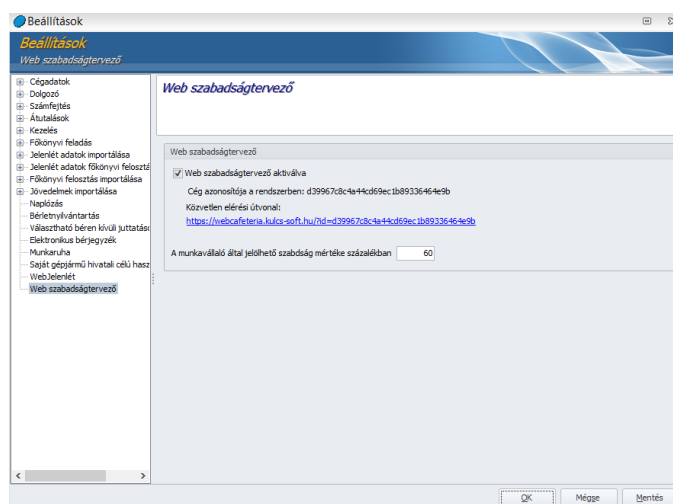 Beállítások
Beállítások
Web szabadságtervező
Cégadatok
Dolgozó
Számfejtés
Átutalások
Kezelés
Főkönyvi feladás
Jelenlét adatok importálása
Jelenlét adatok főkönyvi felosztá
Főkönyvi felosztás importálása
Jövedelmek importálása
Naplózás
Bérletnyilvántartás
Választható béren kívüli juttatáso
Elektronikus bérjegyzék
Munkaruha
Saját gépjármű hivatali célú hasz
WebJelenlét
Web szabadságtervező
Web szabadságtervező
Web szabadságtervező
Web szabadságtervező aktiválva
Cég azonosítója a rendszerben: d39967c8c4a44cd69ec1b89336464e9b
Közvetlen elérési útvonal:
https://webcafeteria.kulcs-soft.hu/?id=d39967c8c4a44cd69ec1b89336464e9b
A munkavállaló által jelölhető szabdság mértéke százalékban 60
OK Mégse Mentés